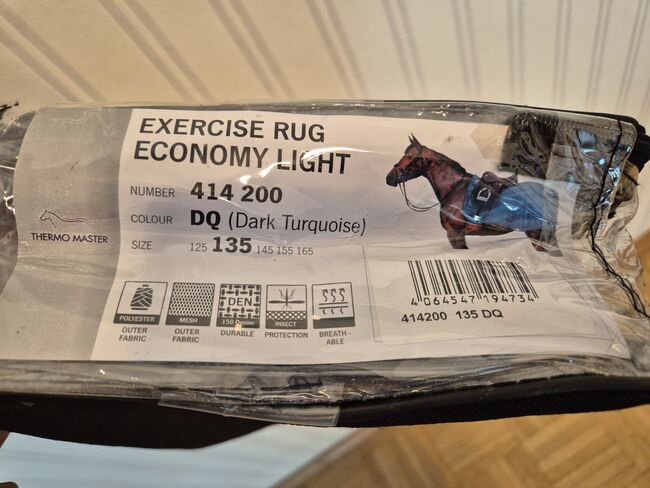 EXERCISE RUG
ECONOMY LIGHT
NUMBER 414 200
COLOUR DQ (Dark Turquoise)
SIZE 125 135 145 155 165
THERMO MASTER
POLYESTER
OUTER
FABRIC
MESH
OUTER
FABRIC
DEN
150 Denier
DURABLE
INSECT
PROTECTION
BREATH-
ABLE
4 064547 194734
414200 135 DQ